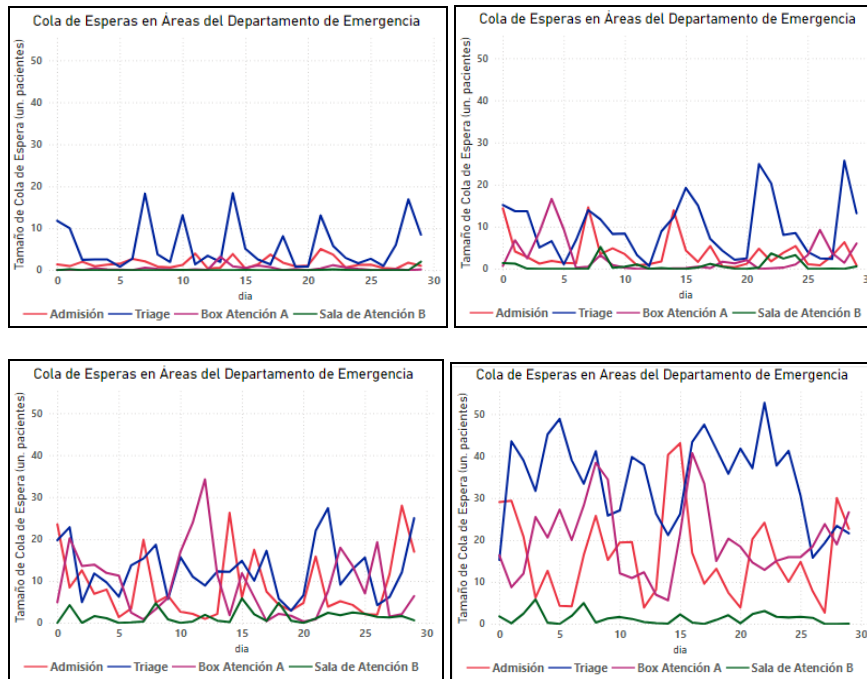 Cola de Esperas en Áreas del Departamento de Emergencia
Tamaño de Cola de Espera (un. pacientes)
50
40
30
20
10
0
0 5 10 15 20 25 30
dia
Admisión Triage Box Atención A Sala de Atención B
Cola de Esperas en Áreas del Departamento de Emergencia
Tamaño de Cola de Espera (un. pacientes)
50
40
30
20
10
0
0 5 10 15 20 25
dia
Admisión Triage Box Atención A Sala de Atención B
Cola de Esperas en Áreas del Departamento de Emergencia
Tamaño de Cola de Espera (un. pacientes)
50
40
30
20
10
0
0 5 10 15 20 25 30
dia
Admisión Triage Box Atención A Sala de Atención B
Cola de Esperas en Áreas del Departamento de Emergencia
Tamaño de Cola de Espera (un. pacientes)
50
40
30
20
10
0
0 5 10 15 20 25 30
dia
Admisión Triage Box Atención A Sala de Atención B